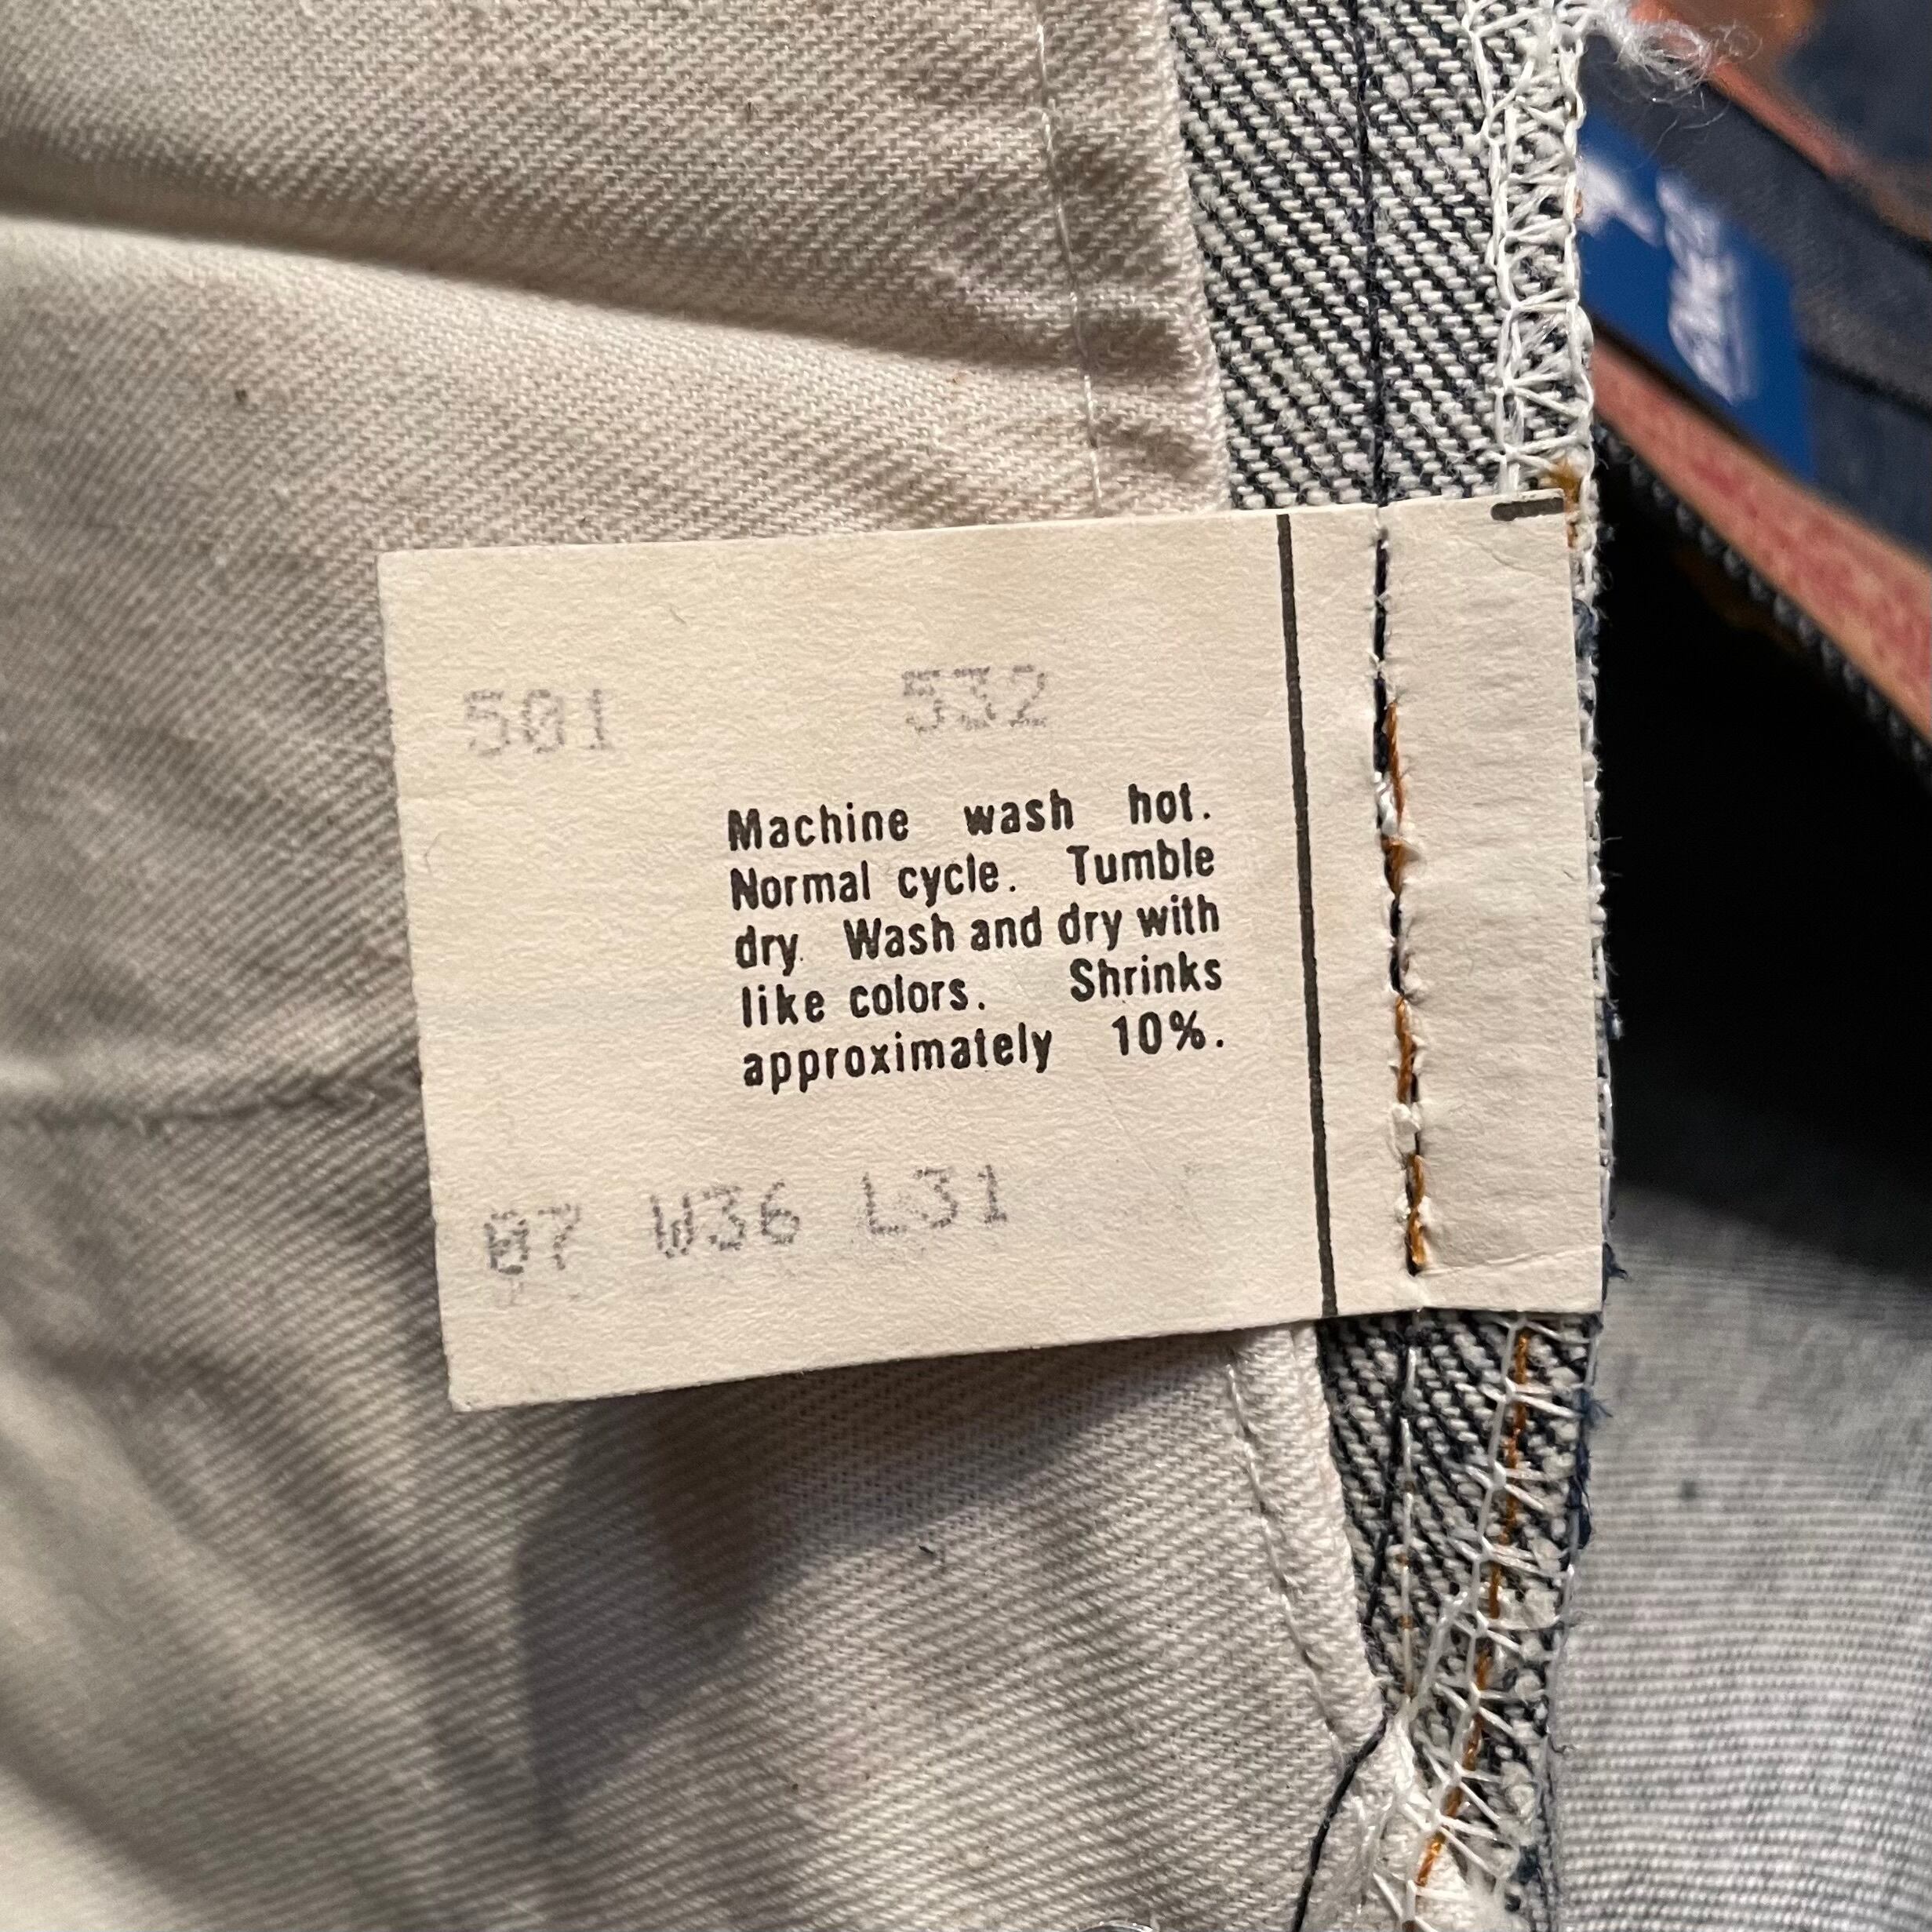 501 532
Machine wash hot.
Normal cycle. Tumble
dry. Wash and dry with
like colors. Shrinks
approximately 10%.
07 W36 L31